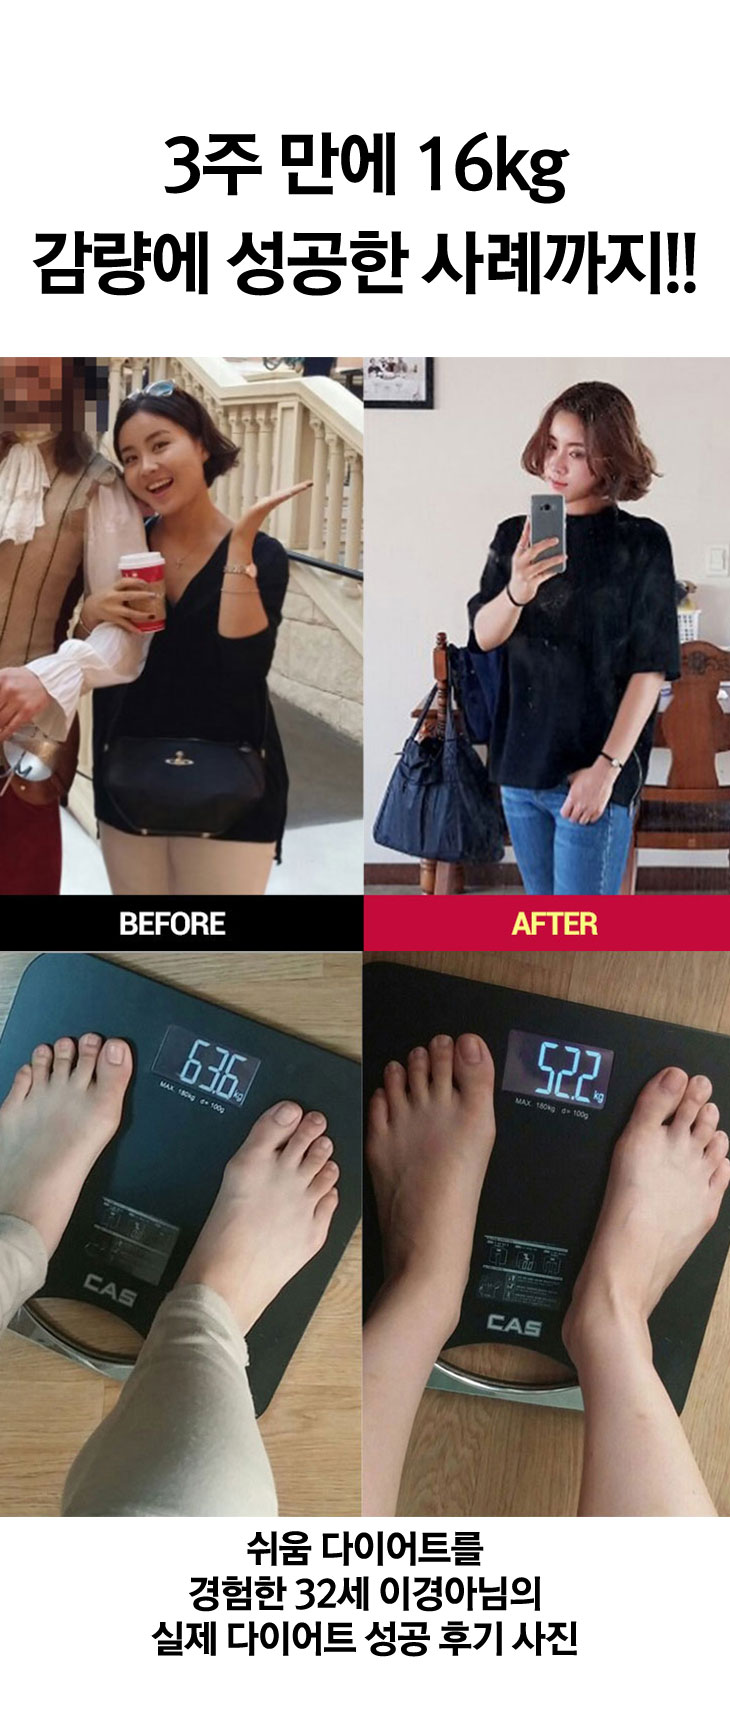 3주 만에 16kg
감량에 성공한 사례까지!!
BEFORE
AFTER
63.6 kg
MAX. 180kg d= 100g
CAS
52.2 kg
MAX. 180kg d= 100g
CAS
쉬움 다이어트를
경험한 32세 이경아님의
실제 다이어트 성공 후기 사진